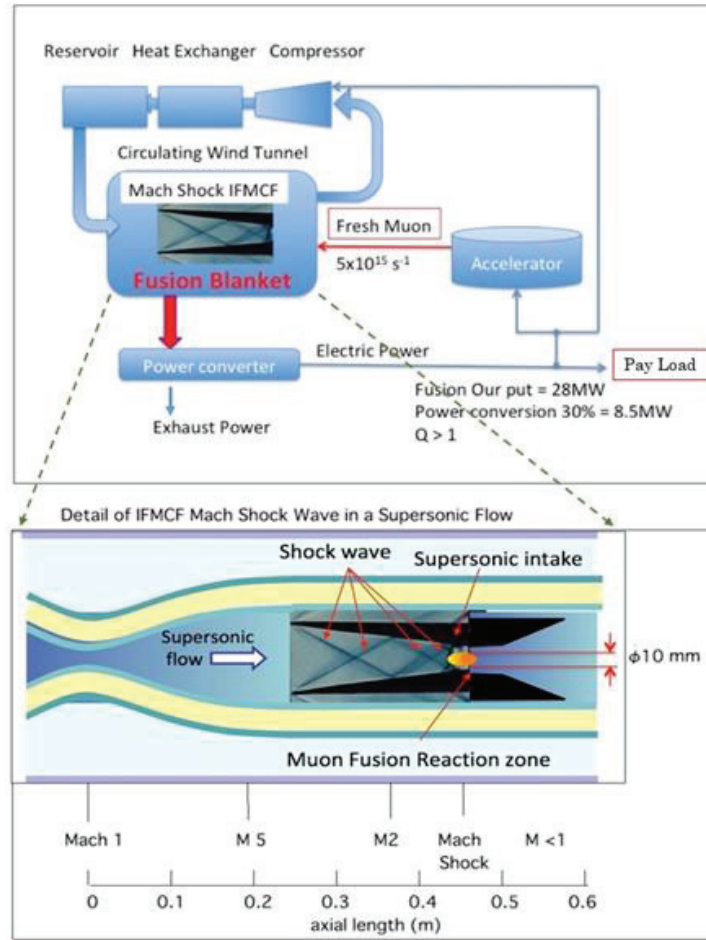 Reservoir Heat Exchanger Compressor
Circulating Wind Tunnel
Mach Shock IFMCF
Fresh Muon
5x10¹⁵ s⁻¹
Accelerator
Fusion Blanket
Power converter
Electric Power
Pay Load
Fusion Our put = 28MW
Power conversion 30% = 8.5MW
Q > 1
Exhaust Power
Detail of IFMCF Mach Shock Wave in a Supersonic Flow
Shock wave
Supersonic intake
Supersonic
flow
ϕ10 mm
Muon Fusion Reaction zone
Mach 1 M 5 M2 Mach M <1
Shock
0 0.1 0.2 0.3 0.4 0.5 0.6
axial length (m)